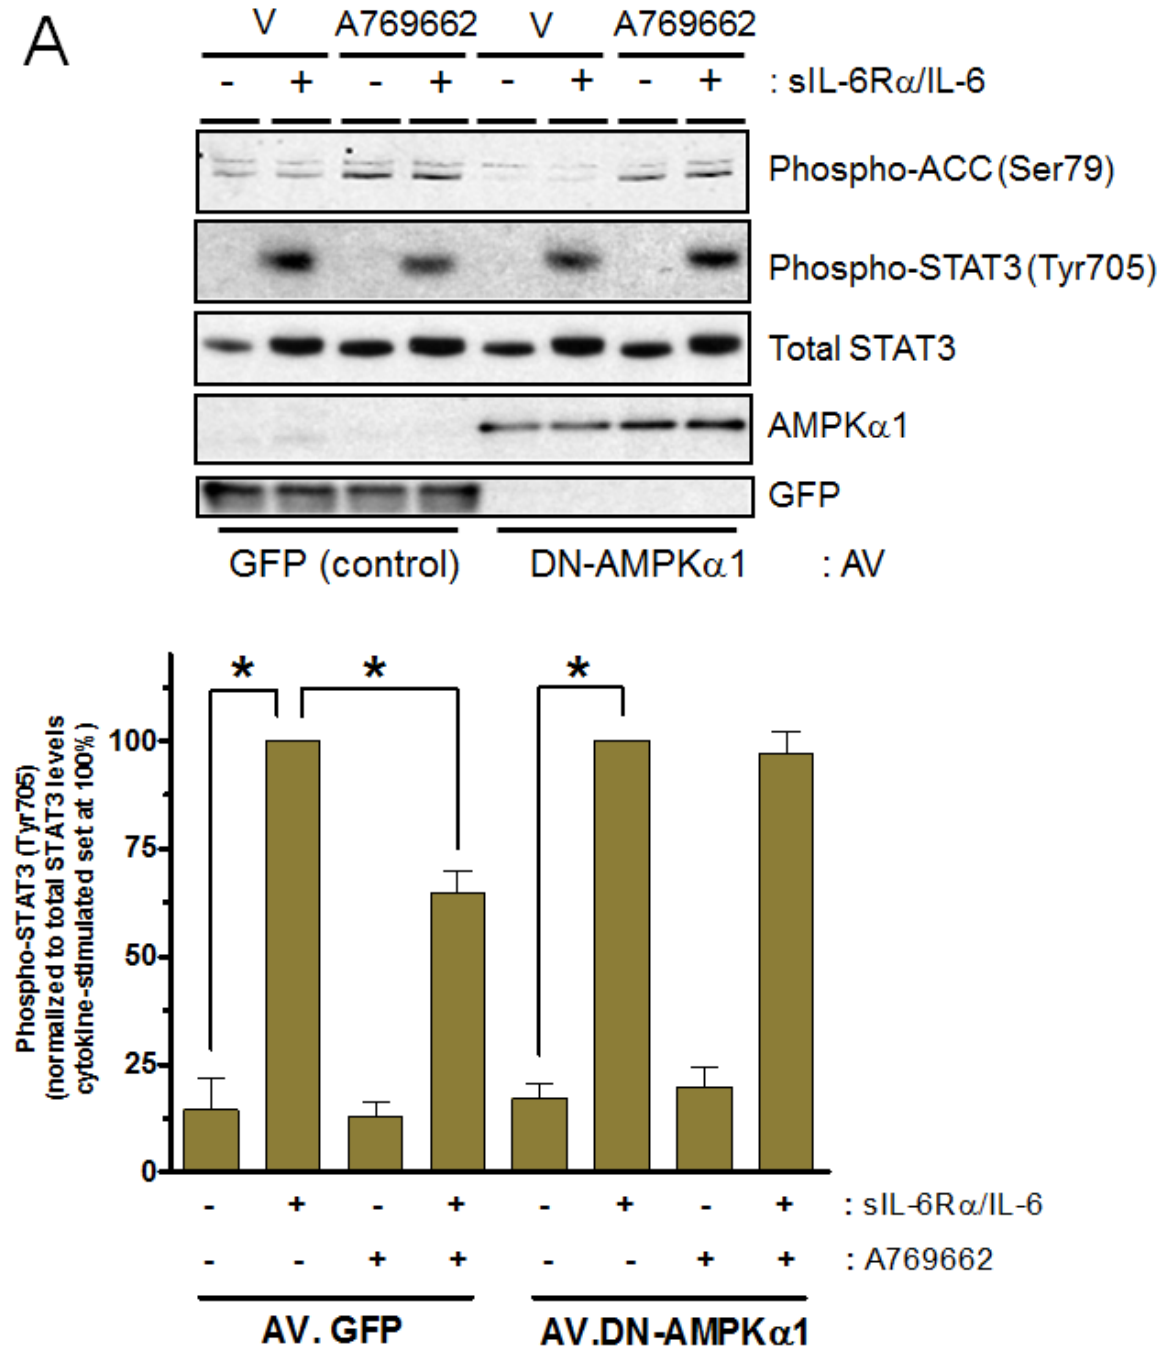 A
V A769662 V A769662
- + - + - + - + : sIL-6Rα/IL-6
Phospho-ACC (Ser79)
Phospho-STAT3 (Tyr705)
Total STAT3
AMPKα1
GFP
GFP (control) DN-AMPKα1 : AV
* * *
Phospho-STAT3 (Tyr705)
(normalized to total STAT3 levels
cytokine-stimulated set at 100% )
100
75
50
25
0
- + - + - + - + : sIL-6Rα/IL-6
- - + + - - + + : A769662
AV. GFP AV.DN-AMPKα1